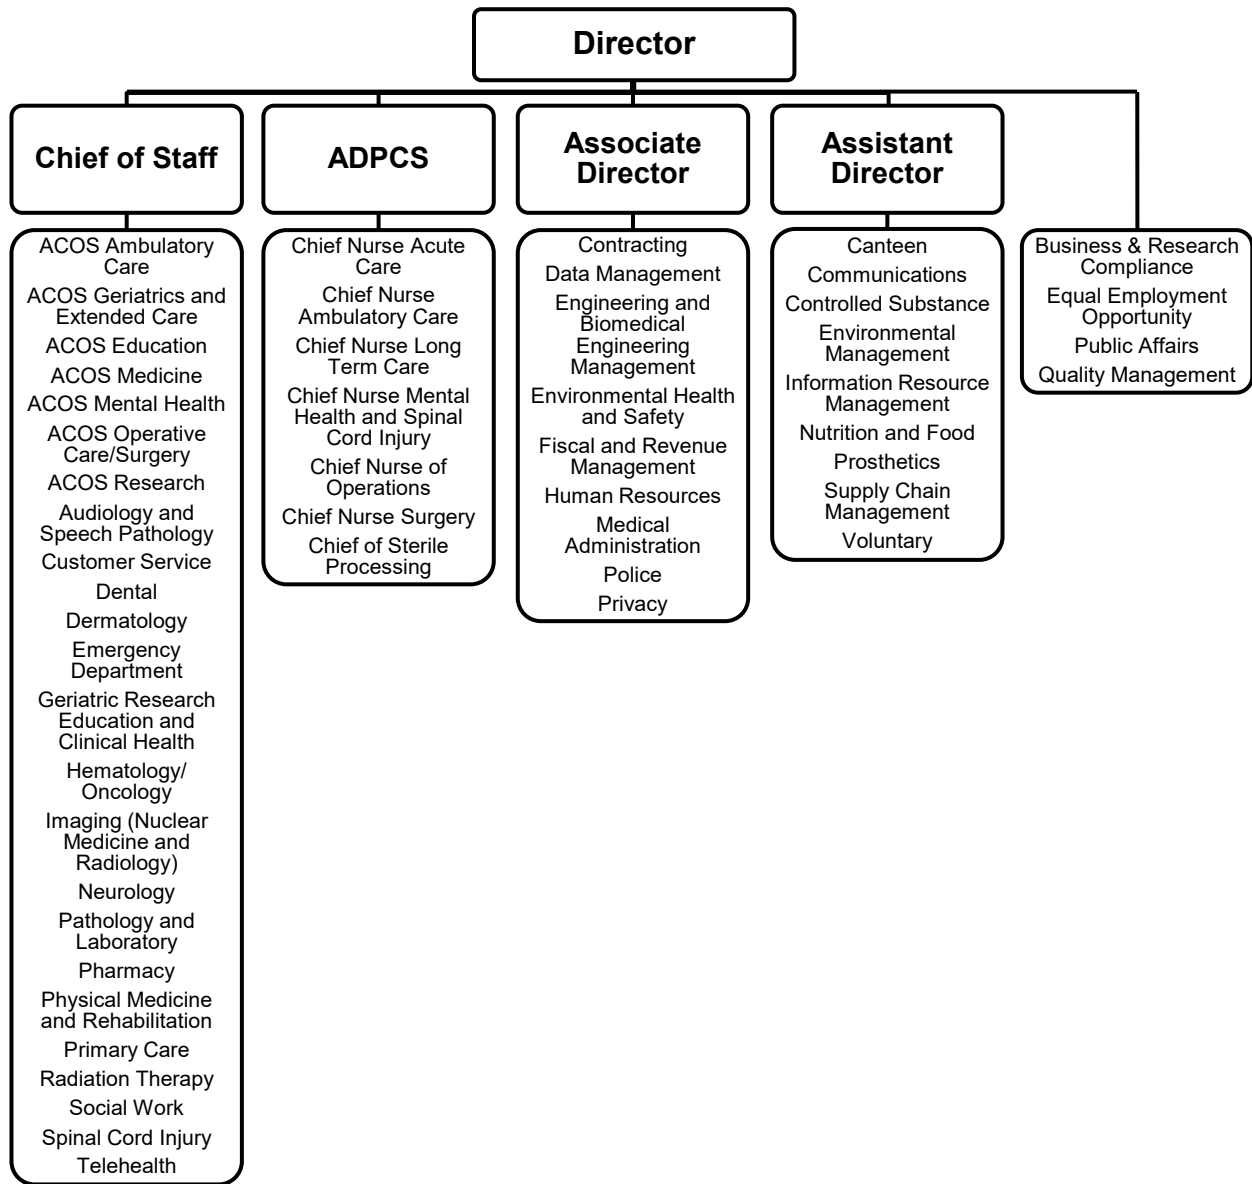 Director
Chief of Staff
ADPCS
Associate
Director
Assistant
Director
ACOS Ambulatory
Care
ACOS Geriatrics and
Extended Care
ACOS Education
ACOS Medicine
ACOS Mental Health
ACOS Operative
Care/Surgery
ACOS Research
Audiology and
Speech Pathology
Customer Service
Dental
Dermatology
Emergency
Department
Geriatric Research
Education and
Clinical Health
Hematology/
Oncology
Imaging (Nuclear
Medicine and
Radiology)
Neurology
Pathology and
Laboratory
Pharmacy
Physical Medicine
and Rehabilitation
Primary Care
Radiation Therapy
Social Work
Spinal Cord Injury
Telehealth
Chief Nurse Acute
Care
Chief Nurse
Ambulatory Care
Chief Nurse Long
Term Care
Chief Nurse Mental
Health and Spinal
Cord Injury
Chief Nurse of
Operations
Chief Nurse Surgery
Chief of Sterile
Processing
Contracting
Data Management
Engineering and
Biomedical
Engineering
Management
Environmental Health
and Safety
Fiscal and Revenue
Management
Human Resources
Medical
Administration
Police
Privacy
Canteen
Communications
Controlled Substance
Environmental
Management
Information Resource
Management
Nutrition and Food
Prosthetics
Supply Chain
Management
Voluntary
Business & Research
Compliance
Equal Employment
Opportunity
Public Affairs
Quality Management